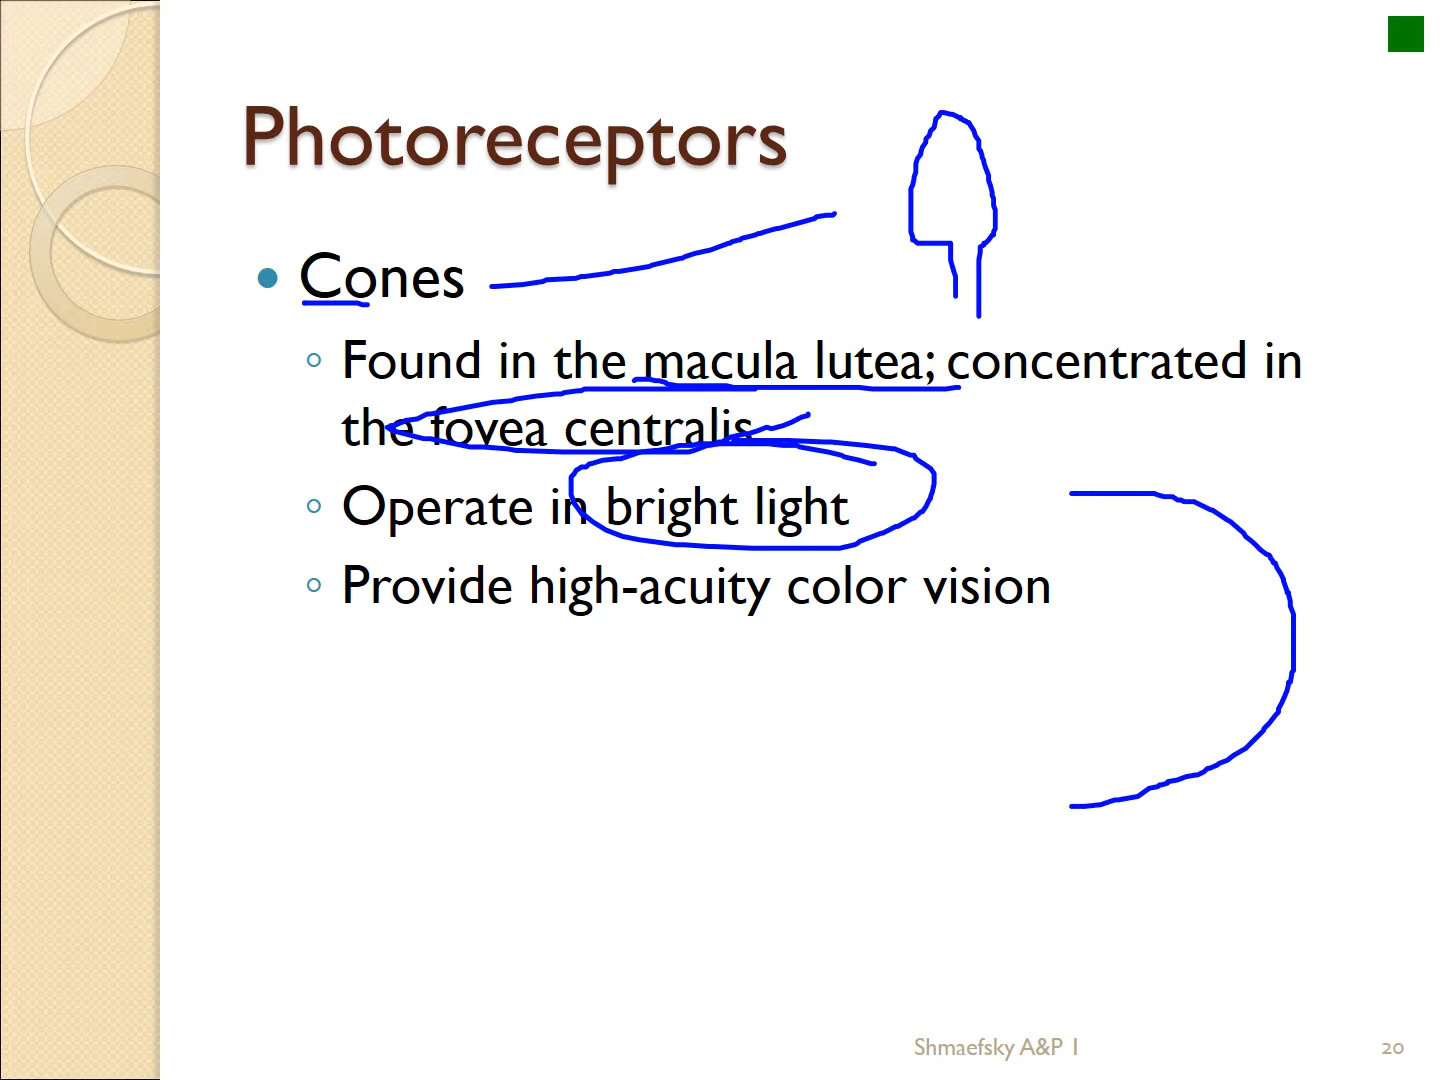 Photoreceptors
Cones
Found in the macula lutea; concentrated in
the fovea centralis
Operate in bright light
Provide high-acuity color vision
Shmaefsky A&P 1
20